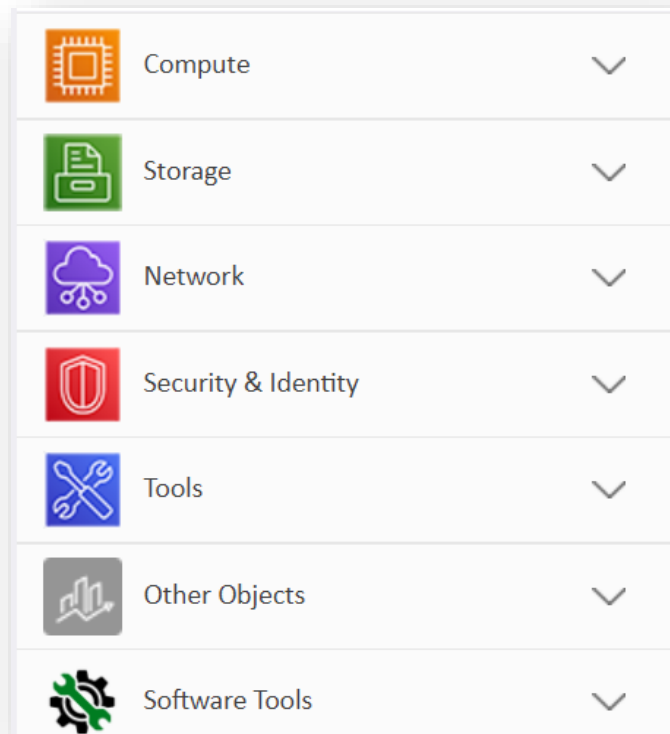 Compute
Storage
Network
Security & Identity
Tools
Other Objects
Software Tools